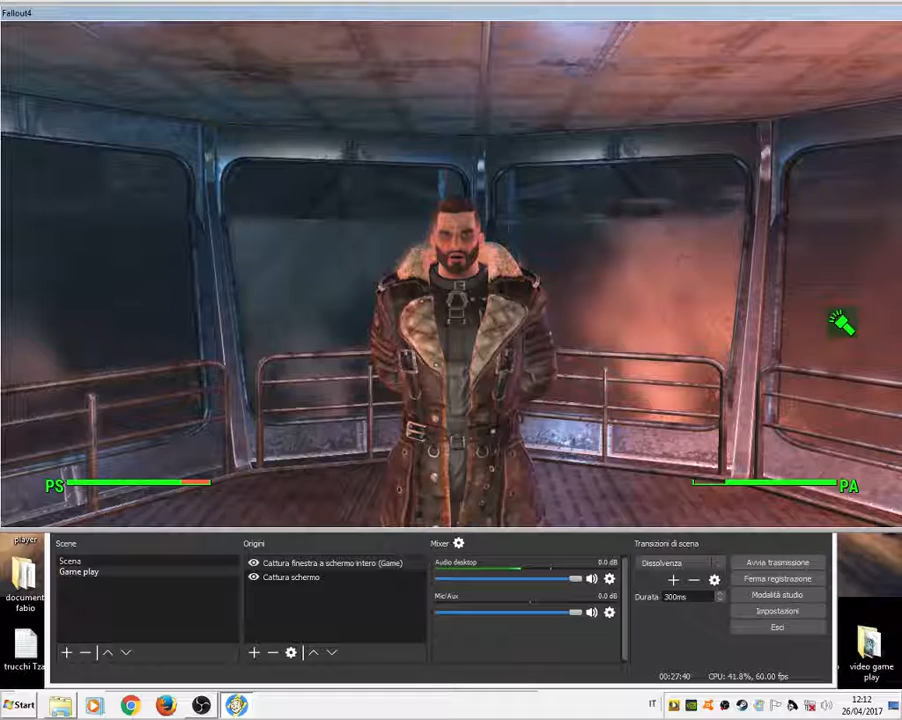 Fallout4
PS
PA
player
Scene
Origini
Mixer
Transizioni di scena
Scena
Game play
Cattura finestra a schermo intero (Game)
Cattura schermo
Audio desktop
0.0 dB
Mic/Aux
0.0 dB
Dissolvenza
Durata
300ms
Avvia trasmissione
Ferma registrazione
Modalità studio
Impostazioni
Esci
document
fabio
trucchi Tza
video game
play
00:27:40
CPU: 41.8%, 60.00 fps
Start
IT
12:12
26/04/2017